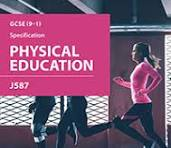 GCSE (9-1)
Specification
PHYSICAL
EDUCATION
J587